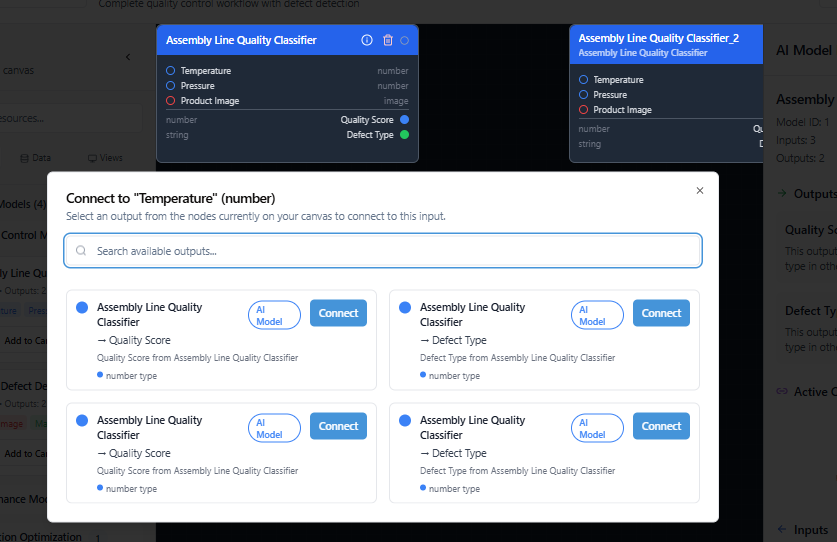 Complete quality control workflow with defect detection
Assembly Line Quality Classifier
Temperature number
Pressure number
Product Image image
number Quality Score
string Defect Type
Assembly Line Quality Classifier_2
Assembly Line Quality Classifier
Temperature
Pressure
Product Image
number
string
AI Model
Assembly
Model ID: 1
Inputs: 3
Outputs: 2
Outputs
Quality Sc
This output
type in othe
Defect Ty
This output
type in othe
Active C
Inputs
canvas
esources...
Data Views
Models (4)
Control M
ly Line Qu
• Outputs: 2
ture Pres
Add to Ca
Defect De
• Outputs: 2
mage Ma
Add to Ca
nance Mo
tion Optimization 1
Connect to "Temperature" (number)
Select an output from the nodes currently on your canvas to connect to this input.
Search available outputs...
Assembly Line Quality
Classifier
AI
Model
Connect
→ Quality Score
Quality Score from Assembly Line Quality Classifier
number type
Assembly Line Quality
Classifier
AI
Model
Connect
→ Defect Type
Defect Type from Assembly Line Quality Classifier
number type
Assembly Line Quality
Classifier
AI
Model
Connect
→ Quality Score
Quality Score from Assembly Line Quality Classifier
number type
Assembly Line Quality
Classifier
AI
Model
Connect
→ Defect Type
Defect Type from Assembly Line Quality Classifier
number type